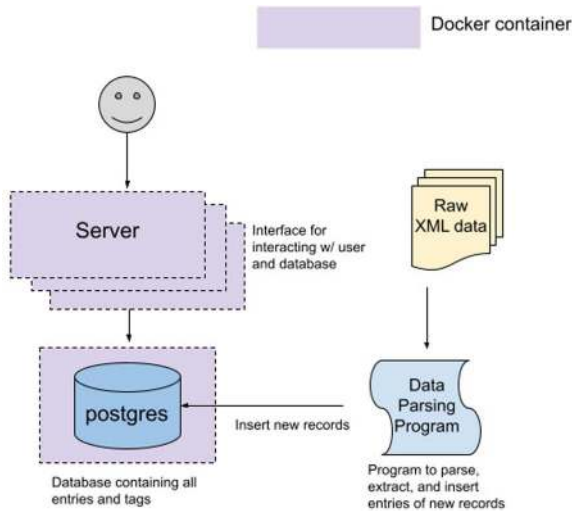 Docker container
Server
Interface for
interacting w/ user
and database
Raw
XML data
postgres
Insert new records
Data
Parsing
Program
Database containing all
entries and tags
Program to parse,
extract, and insert
entries of new records